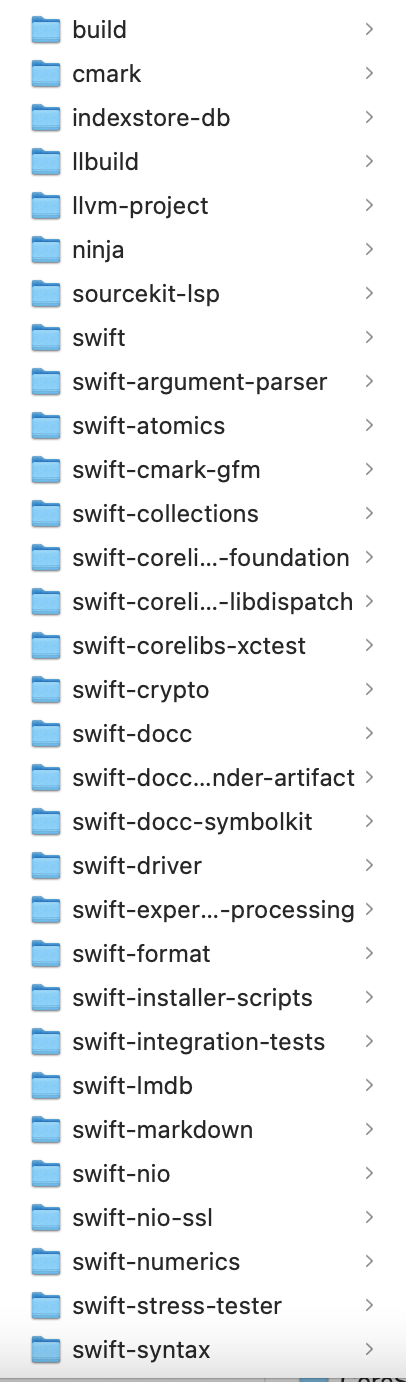 build
cmark
indexstore-db
llbuild
llvm-project
ninja
sourcekit-lsp
swift
swift-argument-parser
swift-atomics
swift-cmark-gfm
swift-collections
swift-coreli...-foundation
swift-coreli...-libdispatch
swift-corelibs-xctest
swift-crypto
swift-docc
swift-docc...nder-artifact
swift-docc-symbolkit
swift-driver
swift-exper...-processing
swift-format
swift-installer-scripts
swift-integration-tests
swift-lmdb
swift-markdown
swift-nio
swift-nio-ssl
swift-numerics
swift-stress-tester
swift-syntax